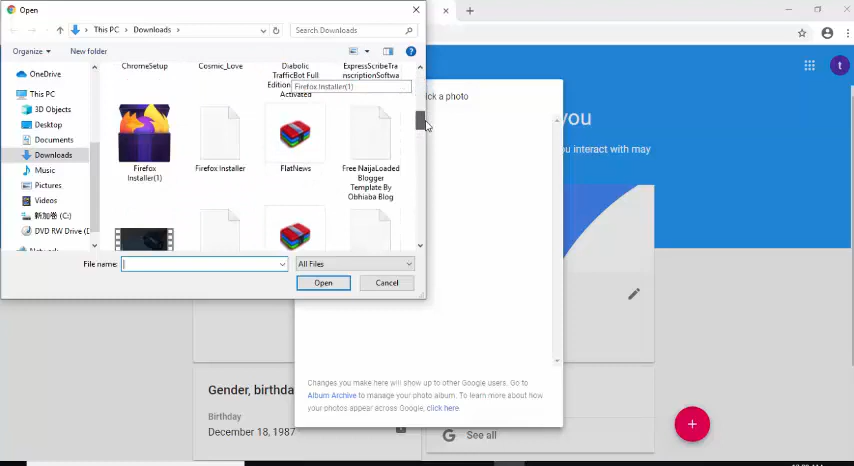 Open
This PC
Downloads
Search Downloads
Organize
New folder
OneDrive
This PC
3D Objects
Desktop
Documents
Downloads
Music
Pictures
Videos
新加卷 (C:)
DVD RW Drive (D
ChromeSetup
Cosmic_Love
Diabolic
TrafficBot Full
Edition
Activated
ExpressScribeTra
nscriptionSoftwa
Firefox Installer(1)
Firefox
Installer(1)
Firefox Installer
FlatNews
Free NaijaLoaded
Blogger
Template By
Obhiaba Blog
File name:
All Files
Open
Cancel
ick a photo
you
ou interact with may
t
Changes you make here will show up to other Google users. Go to
Album Archive to manage your photo album. To learn more about how
your photos appear across Google, click here.
Gender, birthda
Birthday
December 18, 1987
G See all
+